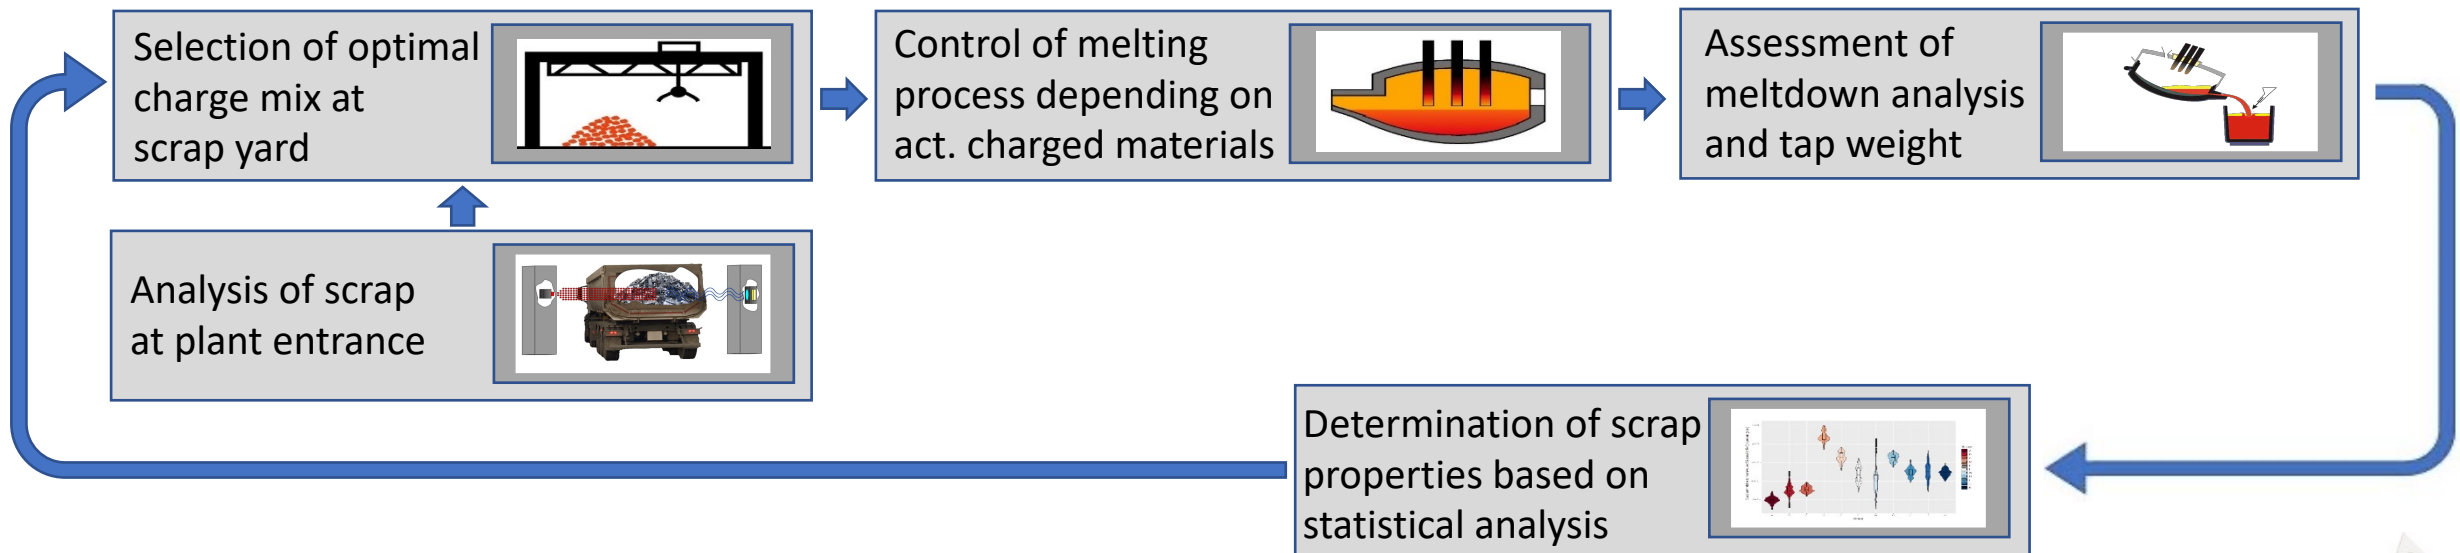 Selection of optimal
charge mix at
scrap yard
Control of melting
process depending on
act. charged materials
Assessment of
meltdown analysis
and tap weight
Analysis of scrap
at plant entrance
Determination of scrap
properties based on
statistical analysis